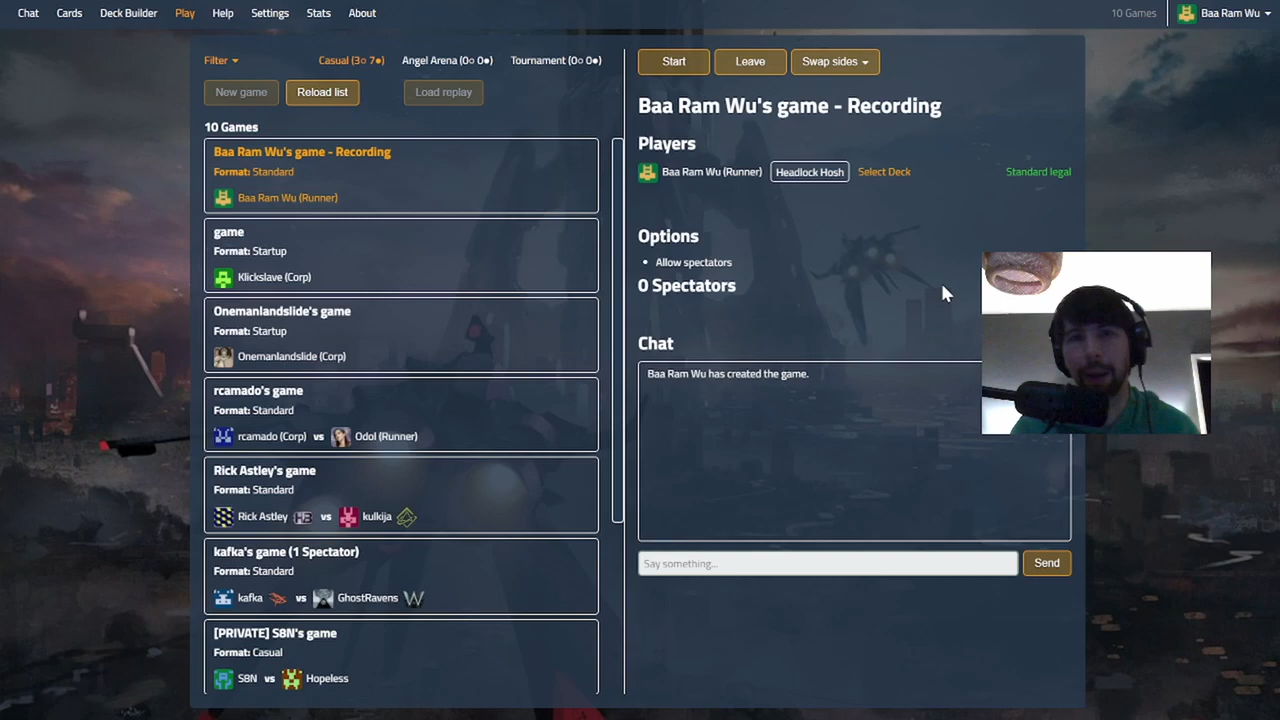 Chat Cards Deck Builder Play Help Settings Stats About 10 Games Baa Ram Wu
Filter Casual (3○ 7●) Angel Arena (0○ 0●) Tournament (0○ 0●)
New game Reload list Load replay
10 Games
Baa Ram Wu's game - Recording
Format: Standard
Baa Ram Wu (Runner)
game
Format: Startup
Klickslave (Corp)
Onemanlandslide's game
Format: Startup
Onemanlandslide (Corp)
rcamado's game
Format: Standard
rcamado (Corp) vs Odol (Runner)
Rick Astley's game
Format: Standard
Rick Astley vs kulkija
kafka's game (1 Spectator)
Format: Standard
kafka vs GhostRavens
[PRIVATE] S8N's game
Format: Casual
S8N vs Hopeless
Start Leave Swap sides
Baa Ram Wu's game - Recording
Players
Baa Ram Wu (Runner) Headlock Hosh Select Deck Standard legal
Options
• Allow spectators
0 Spectators
Chat
Baa Ram Wu has created the game.
Say something... Send